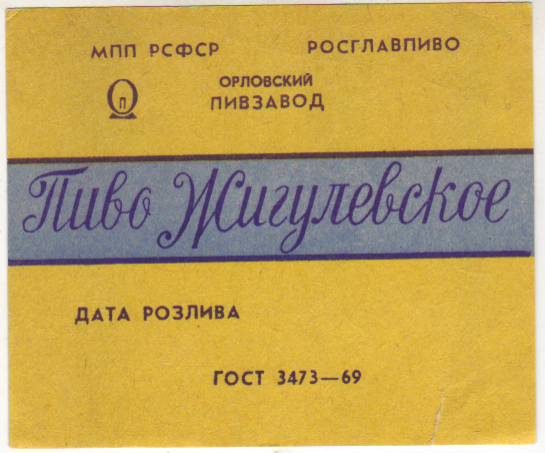 МПП РСФСР РОСГЛАВПИВО
ОРЛОВСКИЙ
ПИВЗАВОД
П
Пиво Жигулевское
ДАТА РОЗЛИВА
ГОСТ 3473—69